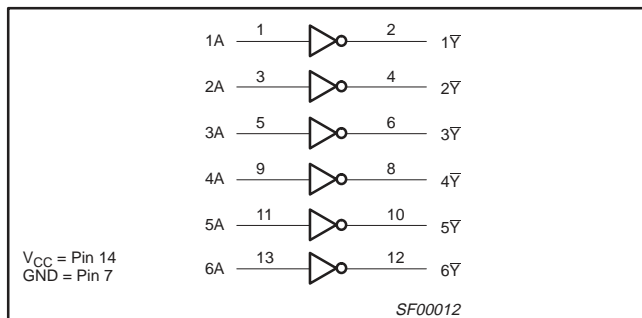 1A 1 2 1Y̅
2A 3 4 2Y̅
3A 5 6 3Y̅
4A 9 8 4Y̅
5A 11 10 5Y̅
6A 13 12 6Y̅
VCC = Pin 14
GND = Pin 7
SF00012